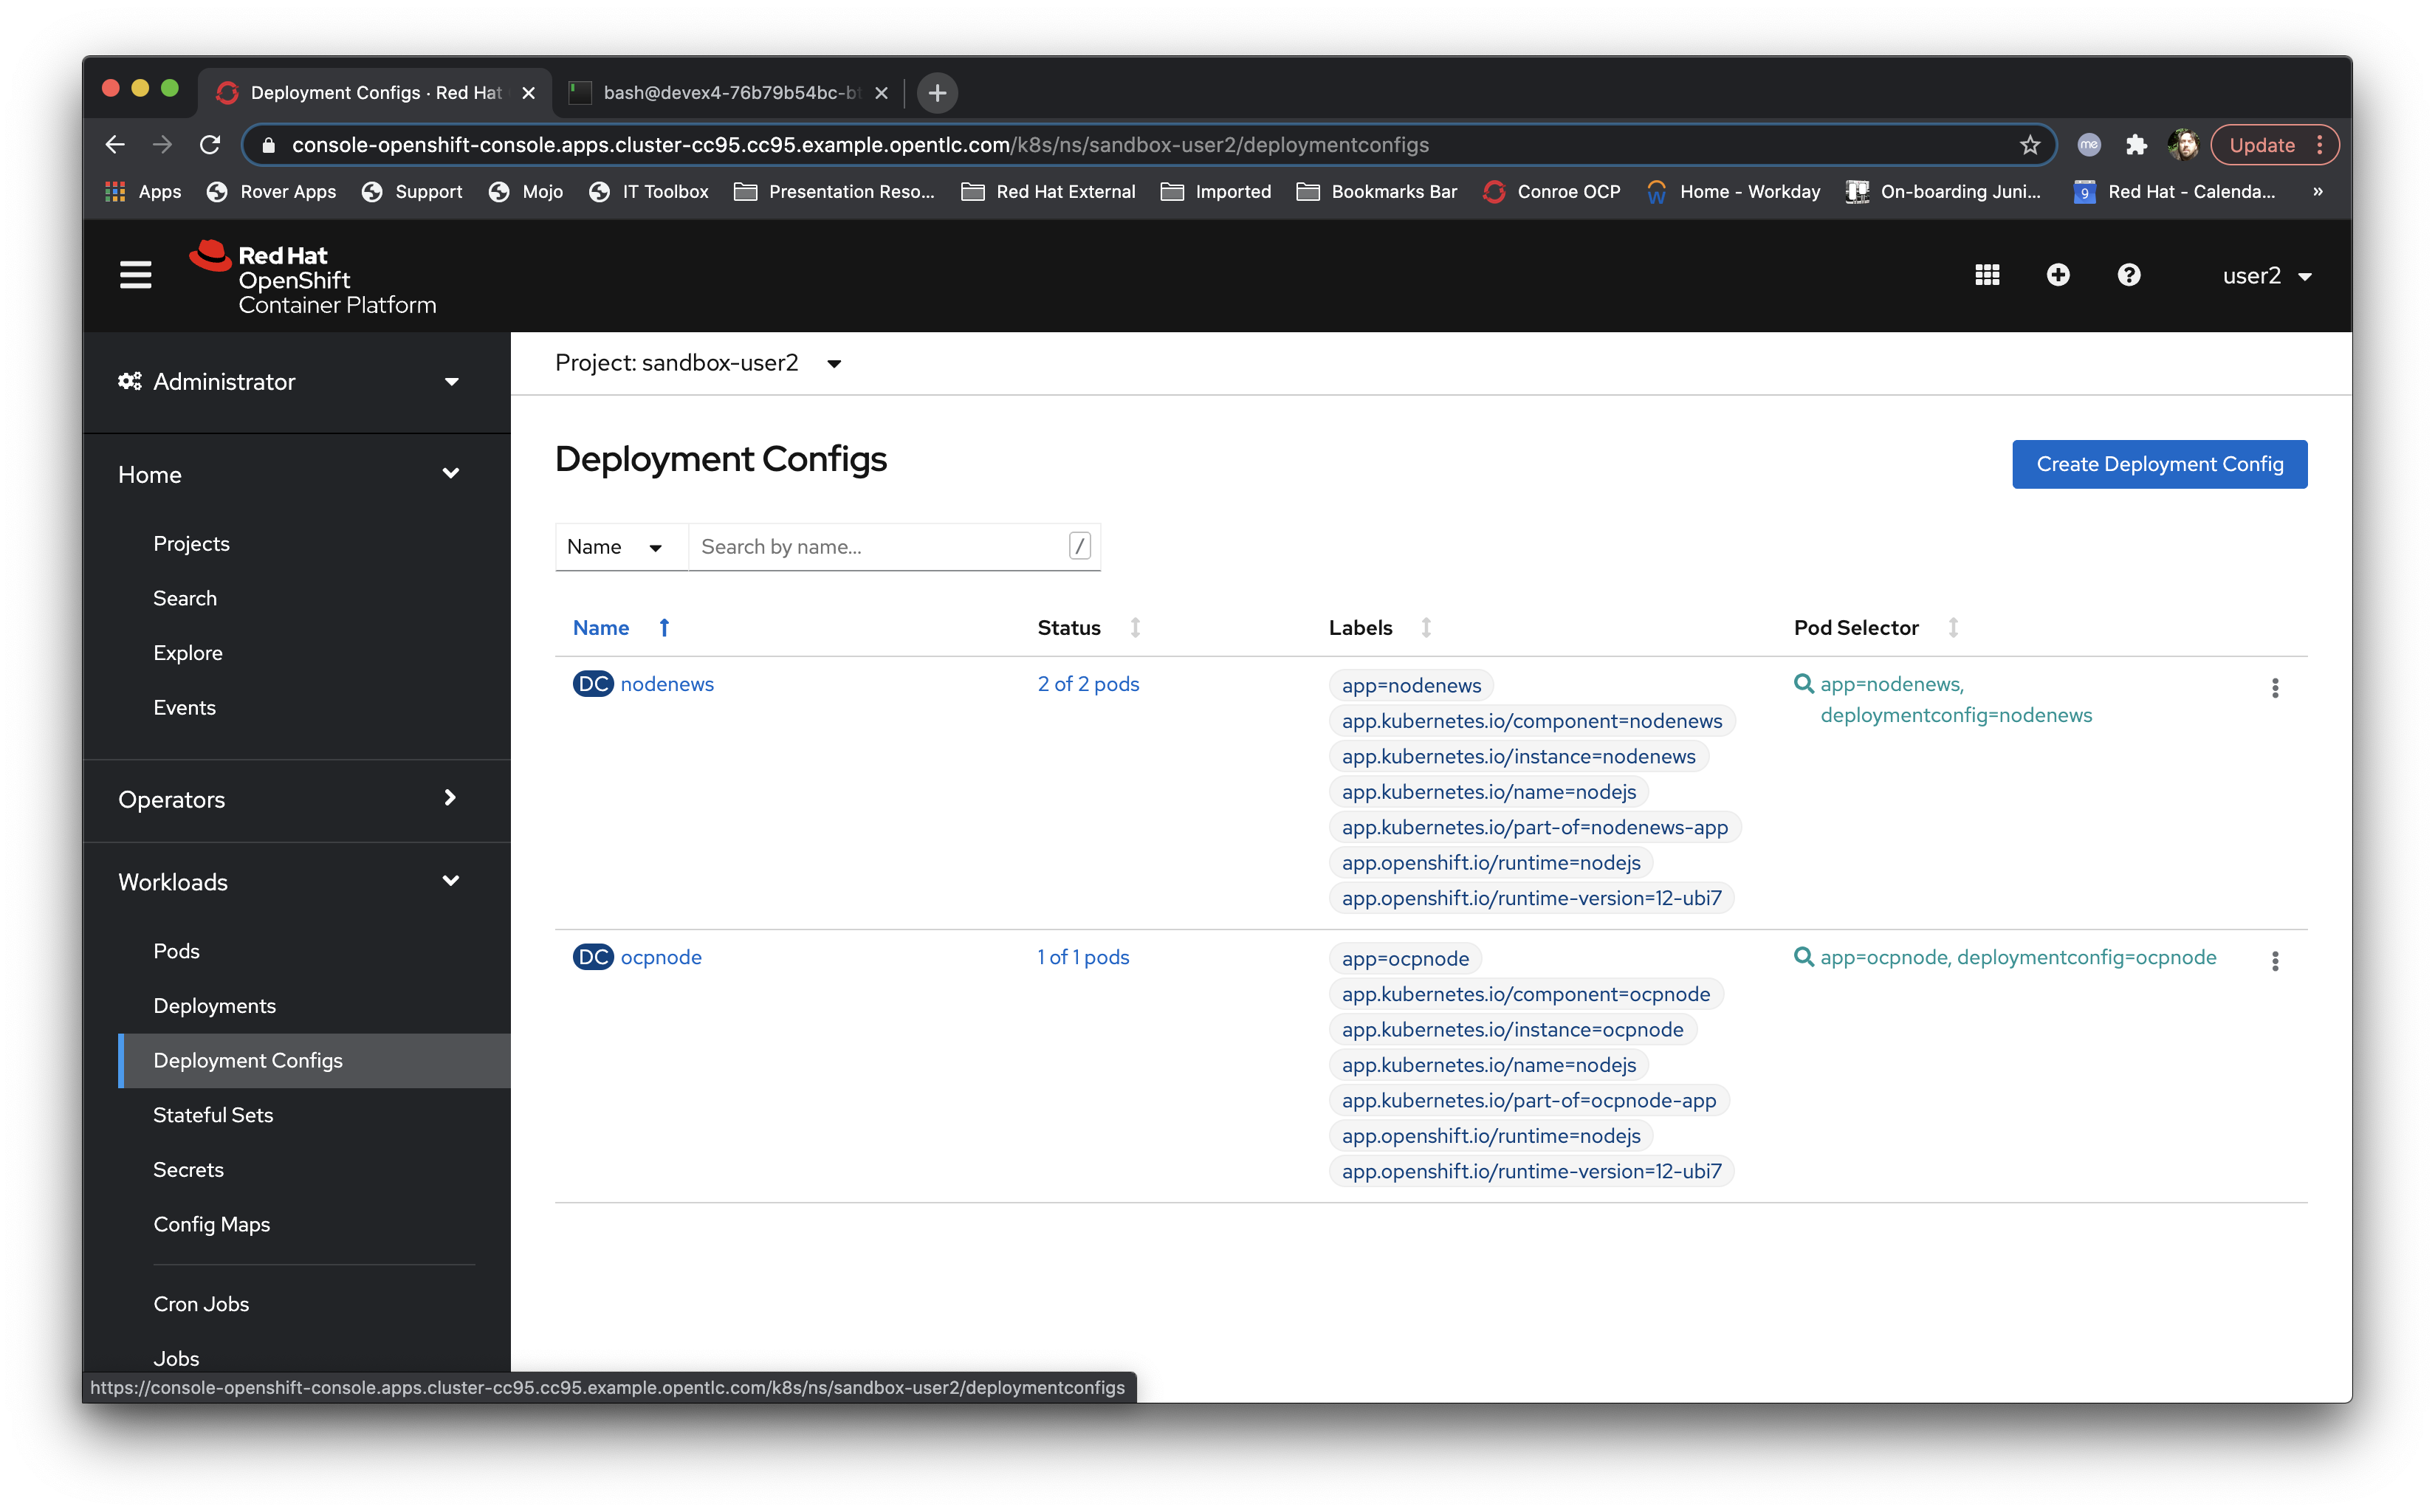 Deployment Configs · Red Hat
bash@devex4-76b79b54bc-bt
console-openshift-console.apps.cluster-cc95.cc95.example.opentlc.com/k8s/ns/sandbox-user2/deploymentconfigs
me
Update
Apps
Rover Apps
Support
Mojo
IT Toolbox
Presentation Reso...
Red Hat External
Imported
Bookmarks Bar
Conroe OCP
Home - Workday
On-boarding Juni...
9
Red Hat - Calenda...
»
Red Hat
OpenShift
Container Platform
user2
Administrator
Home
Projects
Search
Explore
Events
Operators
Workloads
Pods
Deployments
Deployment Configs
Stateful Sets
Secrets
Config Maps
Cron Jobs
Jobs
Project: sandbox-user2
Deployment Configs
Create Deployment Config
Name
Search by name...
/
Name
Status
Labels
Pod Selector
DC nodenews
2 of 2 pods
app=nodenews
app.kubernetes.io/component=nodenews
app.kubernetes.io/instance=nodenews
app.kubernetes.io/name=nodejs
app.kubernetes.io/part-of=nodenews-app
app.openshift.io/runtime=nodejs
app.openshift.io/runtime-version=12-ubi7
app=nodenews,
deploymentconfig=nodenews
DC ocpnode
1 of 1 pods
app=ocpnode
app.kubernetes.io/component=ocpnode
app.kubernetes.io/instance=ocpnode
app.kubernetes.io/name=nodejs
app.kubernetes.io/part-of=ocpnode-app
app.openshift.io/runtime=nodejs
app.openshift.io/runtime-version=12-ubi7
app=ocpnode, deploymentconfig=ocpnode
https://console-openshift-console.apps.cluster-cc95.cc95.example.opentlc.com/k8s/ns/sandbox-user2/deploymentconfigs